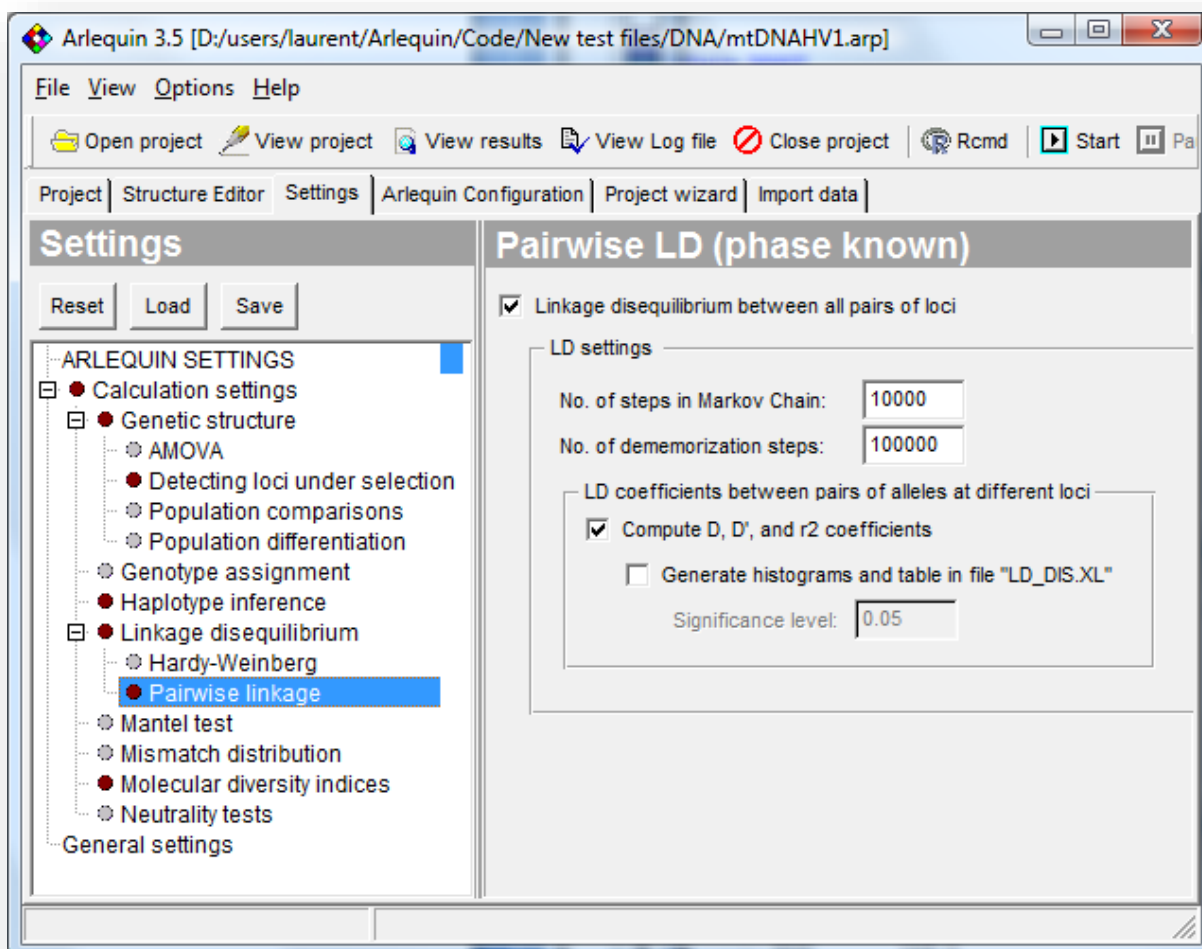 Arlequin 3.5 [D:/users/laurent/Arlequin/Code/New test files/DNA/mtDNAHV1.arp]
File View Options Help
Open project View project View results View Log file Close project Rcmd Start Pa
Project Structure Editor Settings Arlequin Configuration Project wizard Import data
Settings
Reset Load Save
ARLEQUIN SETTINGS
Calculation settings
Genetic structure
AMOVA
Detecting loci under selection
Population comparisons
Population differentiation
Genotype assignment
Haplotype inference
Linkage disequilibrium
Hardy-Weinberg
Pairwise linkage
Mantel test
Mismatch distribution
Molecular diversity indices
Neutrality tests
General settings
Pairwise LD (phase known)
Linkage disequilibrium between all pairs of loci
LD settings
No. of steps in Markov Chain: 10000
No. of dememorization steps: 100000
LD coefficients between pairs of alleles at different loci
Compute D, D', and r2 coefficients
Generate histograms and table in file "LD_DIS.XL"
Significance level: 0.05